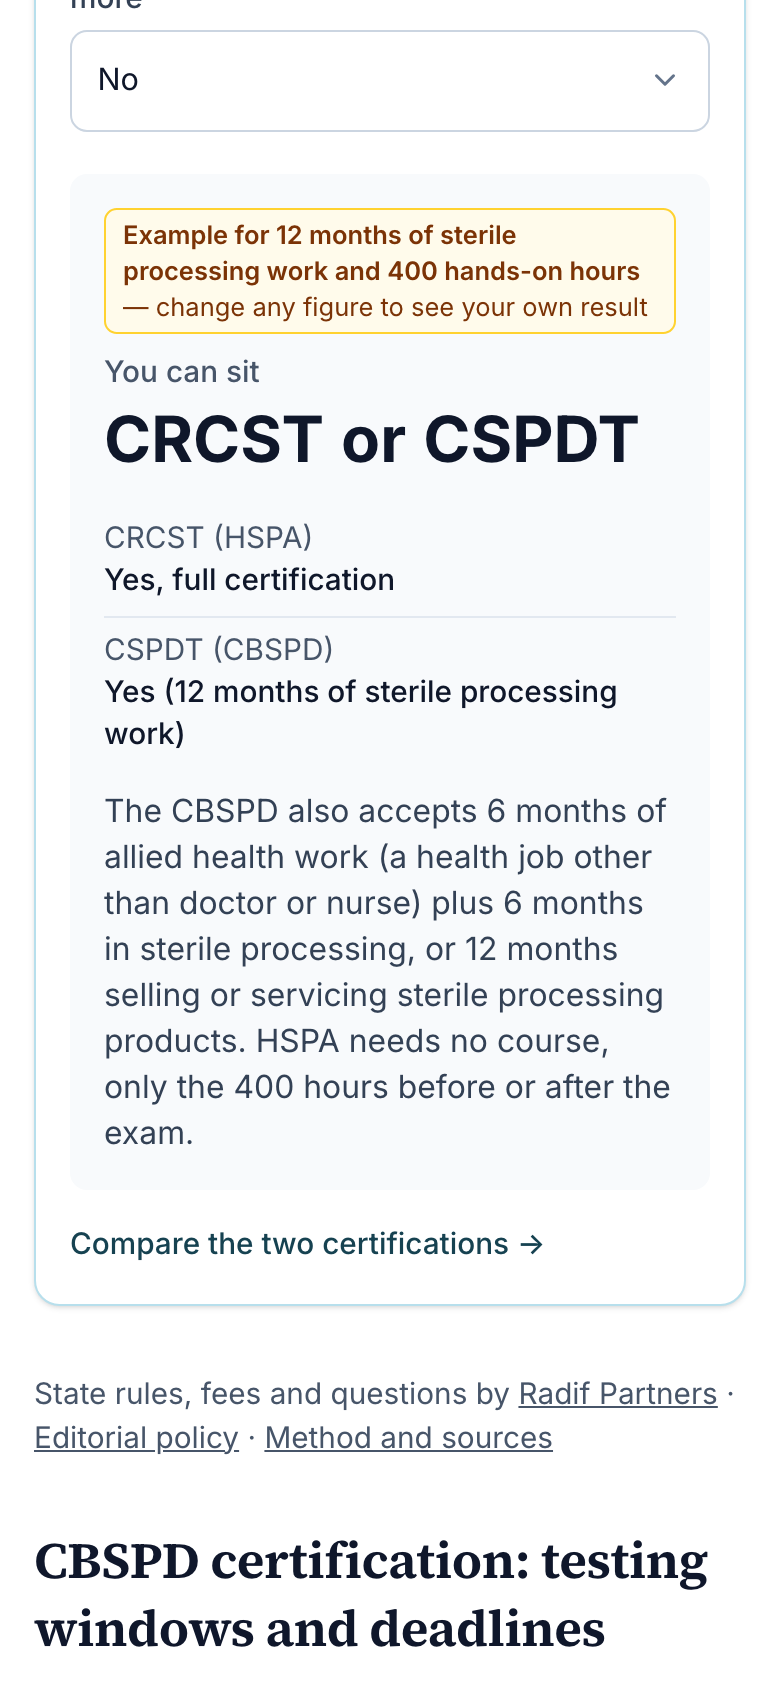 more
No
Example for 12 months of sterile
processing work and 400 hands-on hours
— change any figure to see your own result
You can sit
CRCST or CSPDT
CRCST (HSPA)
Yes, full certification
CSPDT (CBSPD)
Yes (12 months of sterile processing
work)
The CBSPD also accepts 6 months of
allied health work (a health job other
than doctor or nurse) plus 6 months
in sterile processing, or 12 months
selling or servicing sterile processing
products. HSPA needs no course,
only the 400 hours before or after the
exam.
Compare the two certifications →
State rules, fees and questions by Radif Partners ·
Editorial policy · Method and sources
CBSPD certification: testing
windows and deadlines